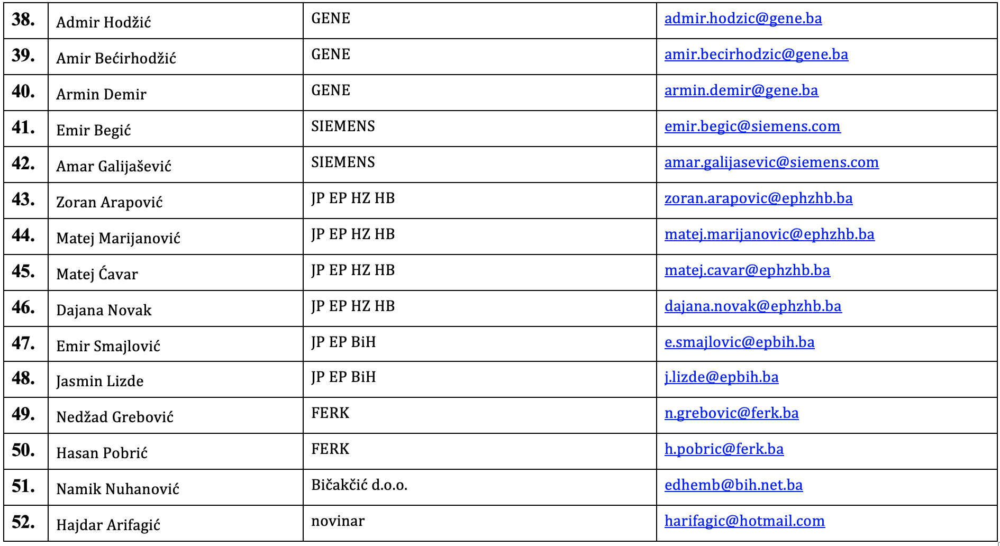 38. Admir Hodžić GENE admir.hodzic@gene.ba
39. Amir Bećirhodžić GENE amir.becirhodzic@gene.ba
40. Armin Demir GENE armin.demir@gene.ba
41. Emir Begić SIEMENS emir.begic@siemens.com
42. Amar Galijašević SIEMENS amar.galijasevic@siemens.com
43. Zoran Arapović JP EP HZ HB zoran.arapovic@ephzhb.ba
44. Matej Marijanović JP EP HZ HB matej.marijanovic@ephzhb.ba
45. Matej Ćavar JP EP HZ HB matej.cavar@ephzhb.ba
46. Dajana Novak JP EP HZ HB dajana.novak@ephzhb.ba
47. Emir Smajlović JP EP BiH e.smajlovic@epbih.ba
48. Jasmin Lizde JP EP BiH j.lizde@epbih.ba
49. Nedžad Grebović FERK n.grebovic@ferk.ba
50. Hasan Pobrić FERK h.pobric@ferk.ba
51. Namik Nuhanović Bičakčić d.o.o. edhemb@bih.net.ba
52. Hajdar Arifagić novinar harifagic@hotmail.com